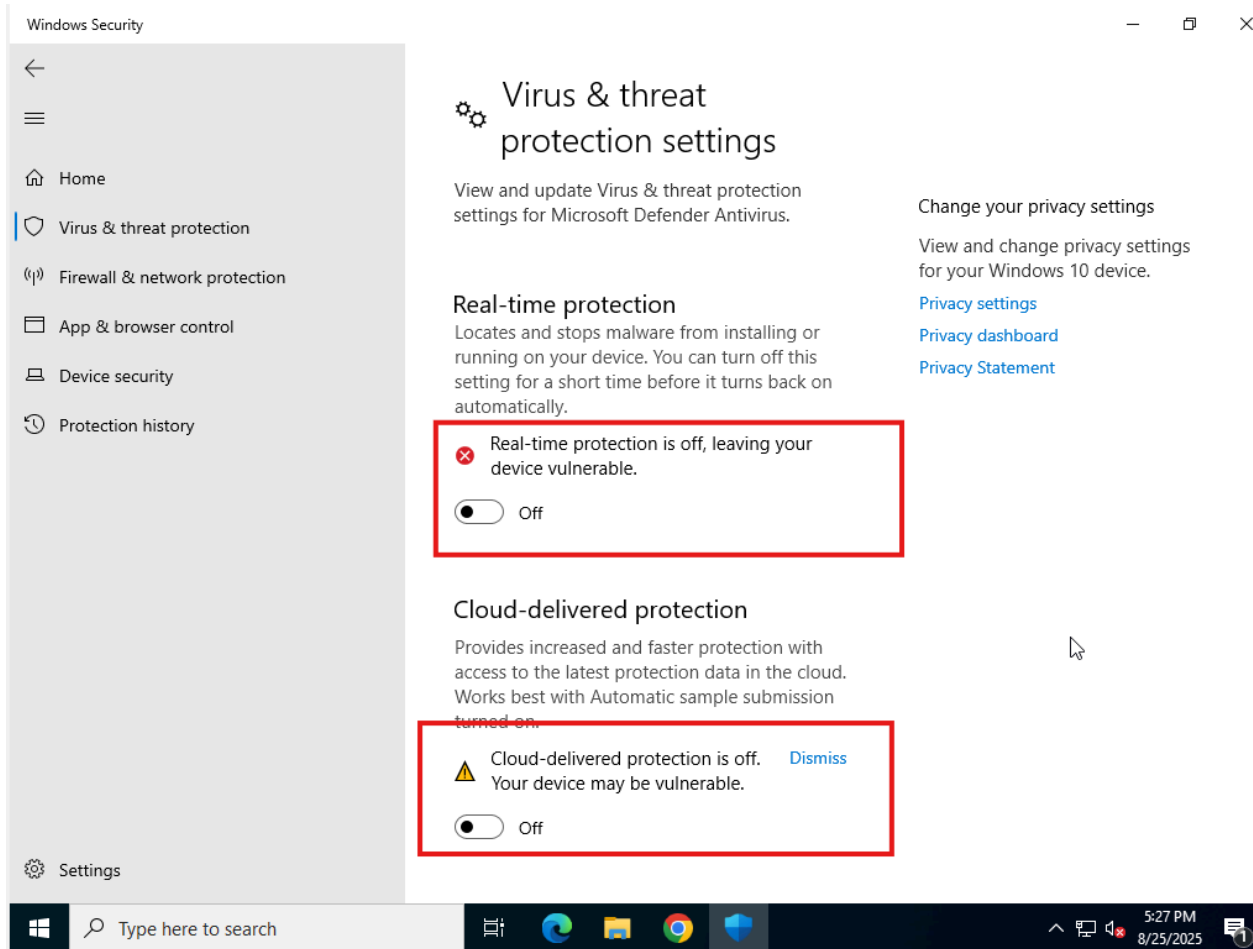 Windows Security
Home
Virus & threat protection
Firewall & network protection
App & browser control
Device security
Protection history
Settings
Virus & threat
protection settings
View and update Virus & threat protection
settings for Microsoft Defender Antivirus.
Real-time protection
Locates and stops malware from installing or
running on your device. You can turn off this
setting for a short time before it turns back on
automatically.
Real-time protection is off, leaving your
device vulnerable.
Off
Cloud-delivered protection
Provides increased and faster protection with
access to the latest protection data in the cloud.
Works best with Automatic sample submission
turned on.
Cloud-delivered protection is off.
Your device may be vulnerable.
Dismiss
Off
Change your privacy settings
View and change privacy settings
for your Windows 10 device.
Privacy settings
Privacy dashboard
Privacy Statement
Type here to search
5:27 PM
8/25/2025
1